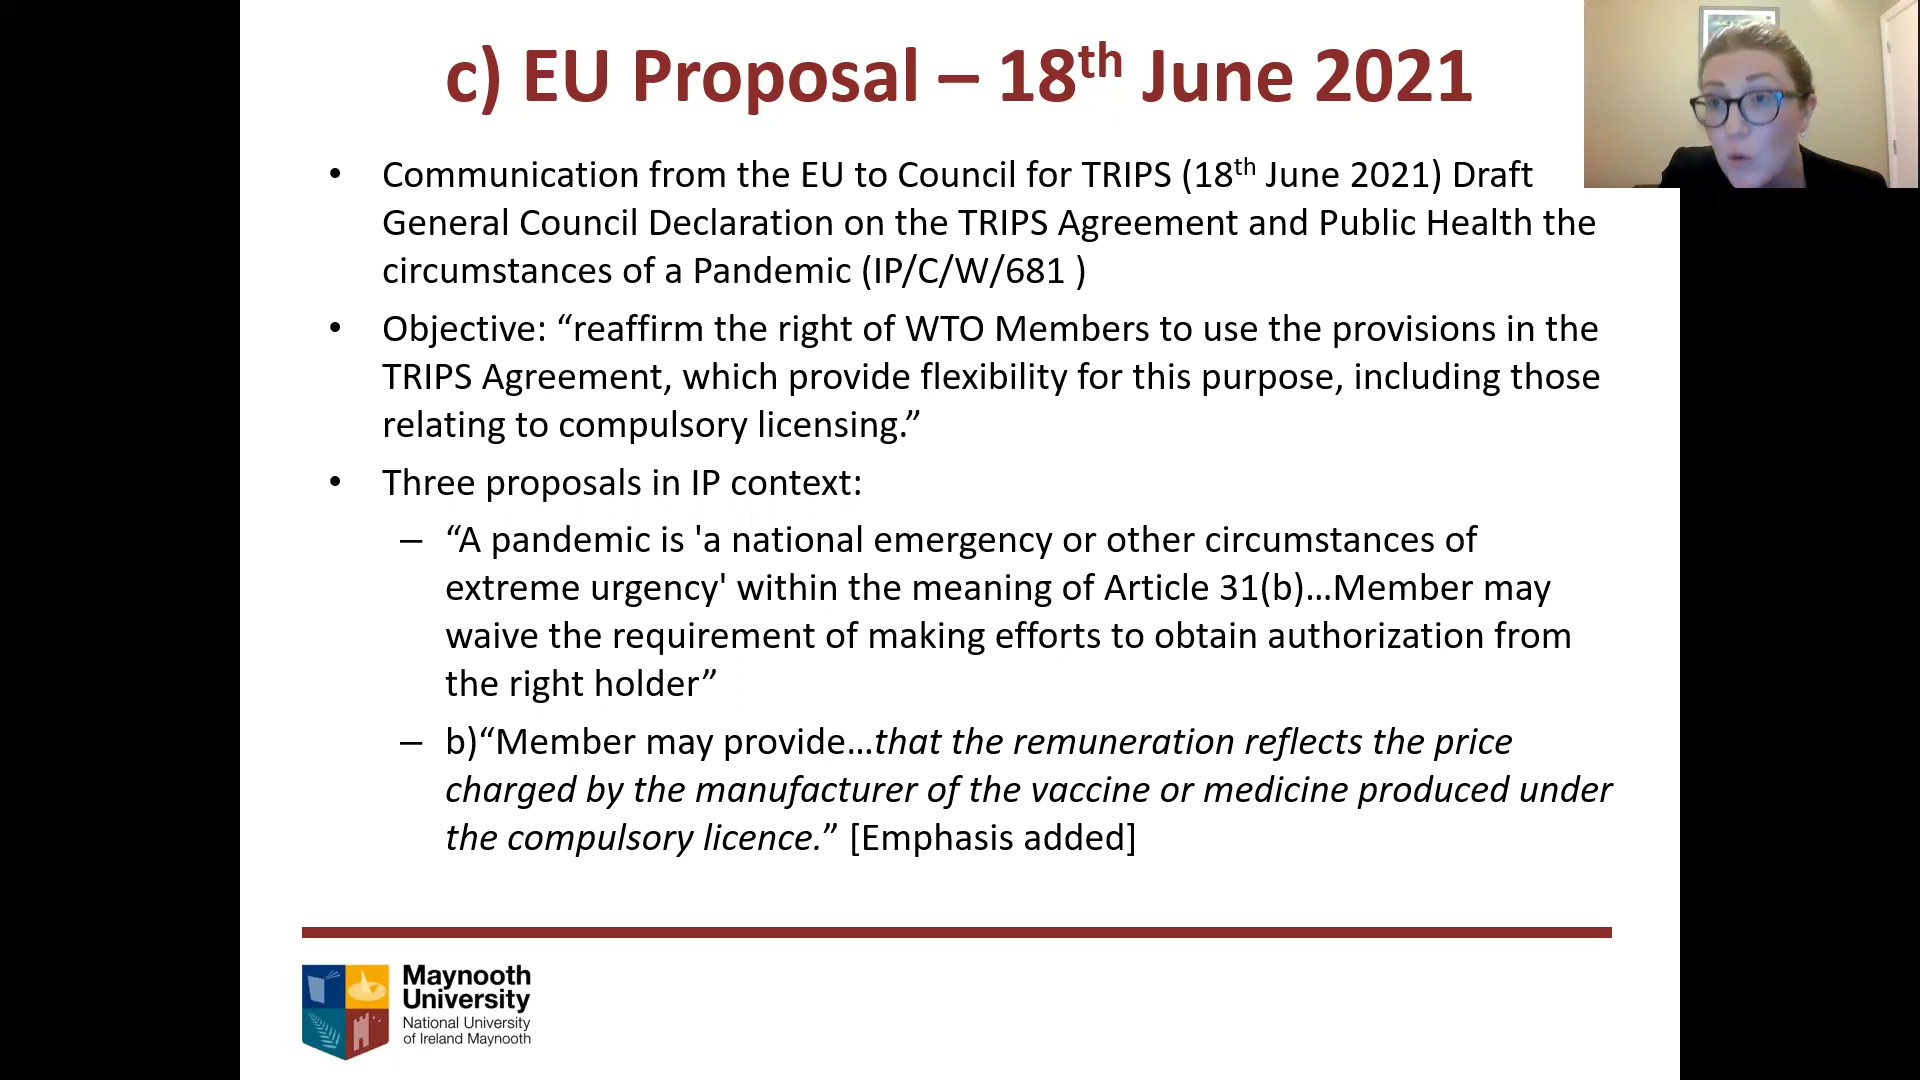 c) EU Proposal – 18th June 2021
• Communication from the EU to Council for TRIPS (18th June 2021) Draft
General Council Declaration on the TRIPS Agreement and Public Health the
circumstances of a Pandemic (IP/C/W/681 )
• Objective: “reaffirm the right of WTO Members to use the provisions in the
TRIPS Agreement, which provide flexibility for this purpose, including those
relating to compulsory licensing.”
• Three proposals in IP context:
– “A pandemic is 'a national emergency or other circumstances of
extreme urgency' within the meaning of Article 31(b)…Member may
waive the requirement of making efforts to obtain authorization from
the right holder”
– b)“Member may provide…that the remuneration reflects the price
charged by the manufacturer of the vaccine or medicine produced under
the compulsory licence.” [Emphasis added]
Maynooth
University
National University
of Ireland Maynooth